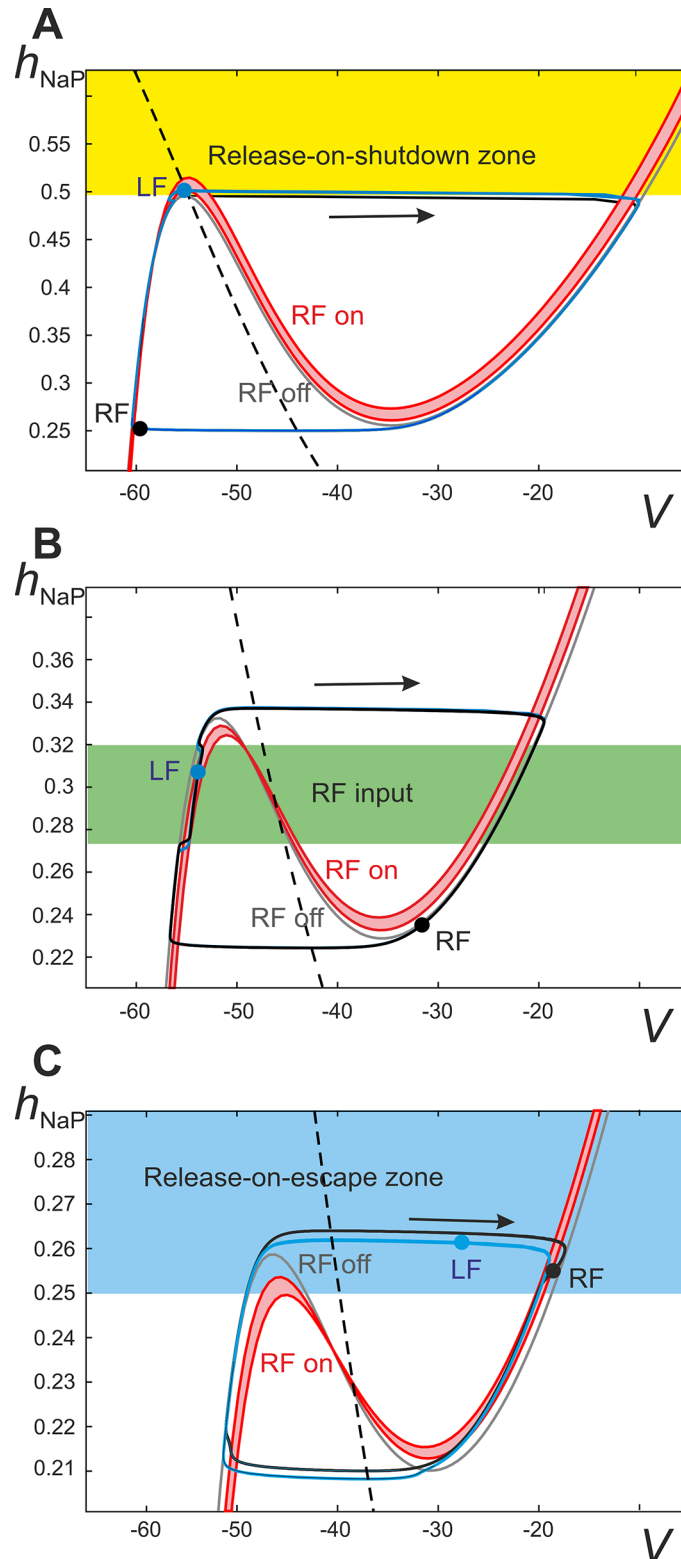 A
hNaP
0.55
Release-on-shutdown zone
0.5
LF
0.45
0.4
RF on
0.35
0.3
RF off
RF
0.25
-60 -50 -40 -30 -20
V
B
hNaP
0.36
0.34
0.32
LF
0.3
RF input
0.28
0.26
RF on
0.24
RF off
RF
0.22
-60 -50 -40 -30 -20
V
C
hNaP
0.28
Release-on-escape zone
0.27
0.26
RF off
LF
RF
0.25
0.24
RF on
0.23
0.22
0.21
-60 -50 -40 -30 -20
V